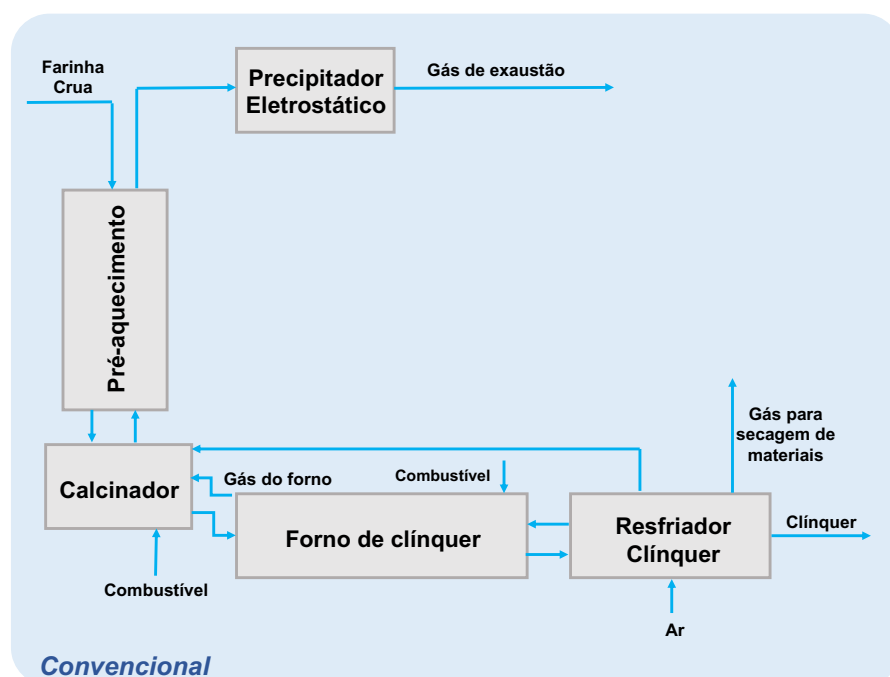 Farinha
Crua
Precipitador
Eletrostático
Gás de exaustão
Pré-aquecimento
Gás para
secagem de
materiais
Calcinador
Gás do forno
Combustível
Forno de clínquer
Resfriador
Clínquer
Clínquer
Combustível
Ar
Convencional